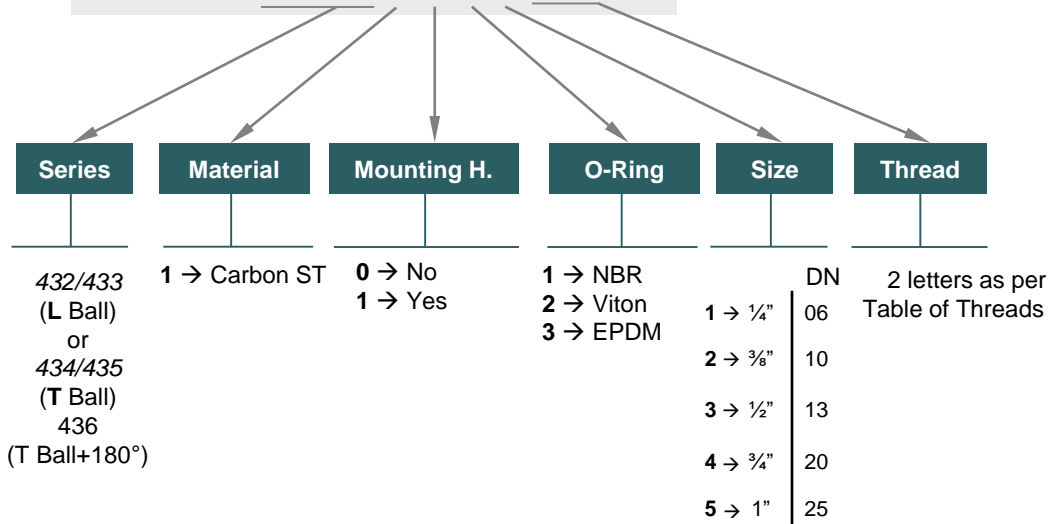 Series
Material
Mounting H.
O-Ring
Size
Thread
432/433
(L Ball)
or
434/435
(T Ball)
436
(T Ball+180°)
1 → Carbon ST
0 → No
1 → Yes
1 → NBR
2 → Viton
3 → EPDM
DN
1 → ¼” 06
2 → ⅜” 10
3 → ½” 13
4 → ¾” 20
5 → 1” 25
2 letters as per
Table of Threads